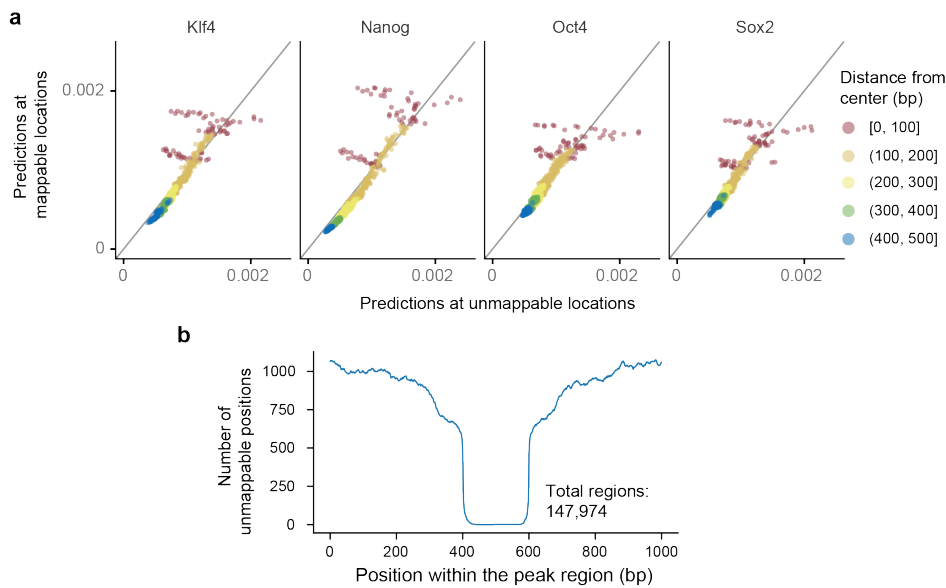 a
Klf4
Nanog
Oct4
Sox2
Predictions at
mappable locations
0.002
0
0
0.002
0
0.002
0
0.002
0
0.002
Predictions at unmappable locations
Distance from
center (bp)
[0, 100]
(100, 200]
(200, 300]
(300, 400]
(400, 500]
b
Number of
unmappable positions
1000
750
500
250
0
Total regions:
147,974
0
200
400
600
800
1000
Position within the peak region (bp)